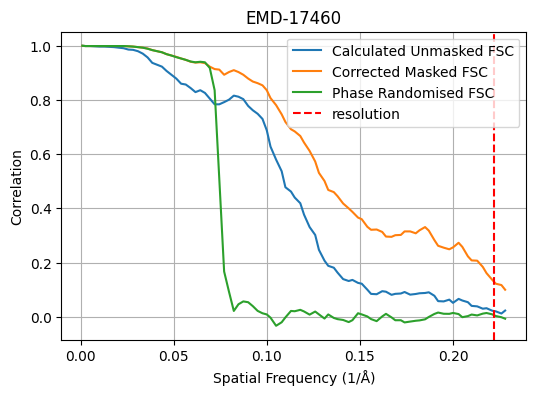 EMD-17460
1.0
0.8
0.6
0.4
0.2
0.0
Correlation
Calculated Unmasked FSC
Corrected Masked FSC
Phase Randomised FSC
resolution
0.00 0.05 0.10 0.15 0.20
Spatial Frequency (1/Å)